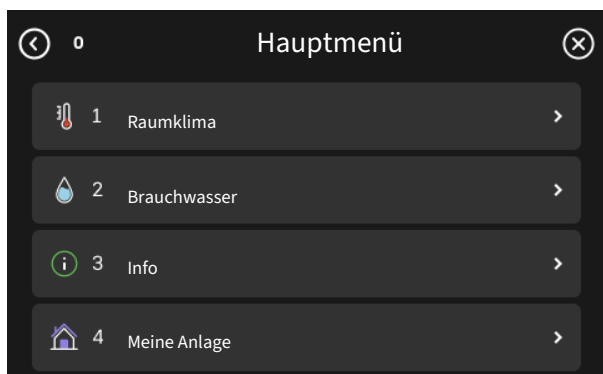 0 Hauptmenü
1 Raumklima
2 Brauchwasser
3 Info
4 Meine Anlage